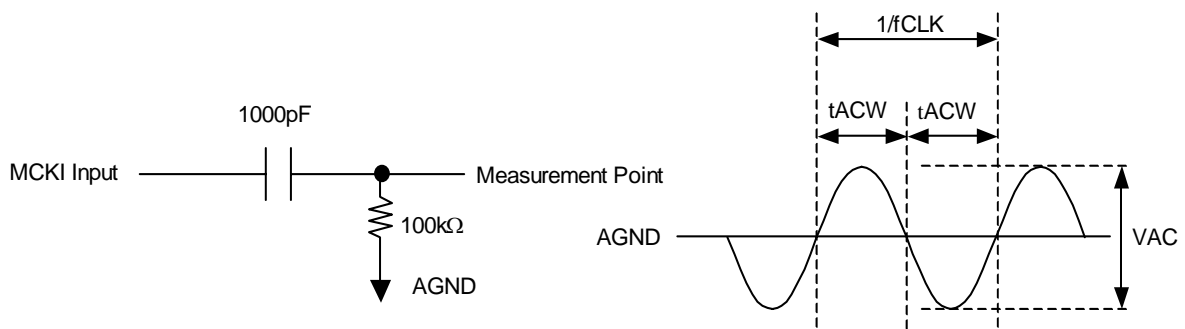 1/fCLK
1000pF
tACW tACW
MCKI Input
Measurement Point
100kΩ
AGND
AGND
VAC